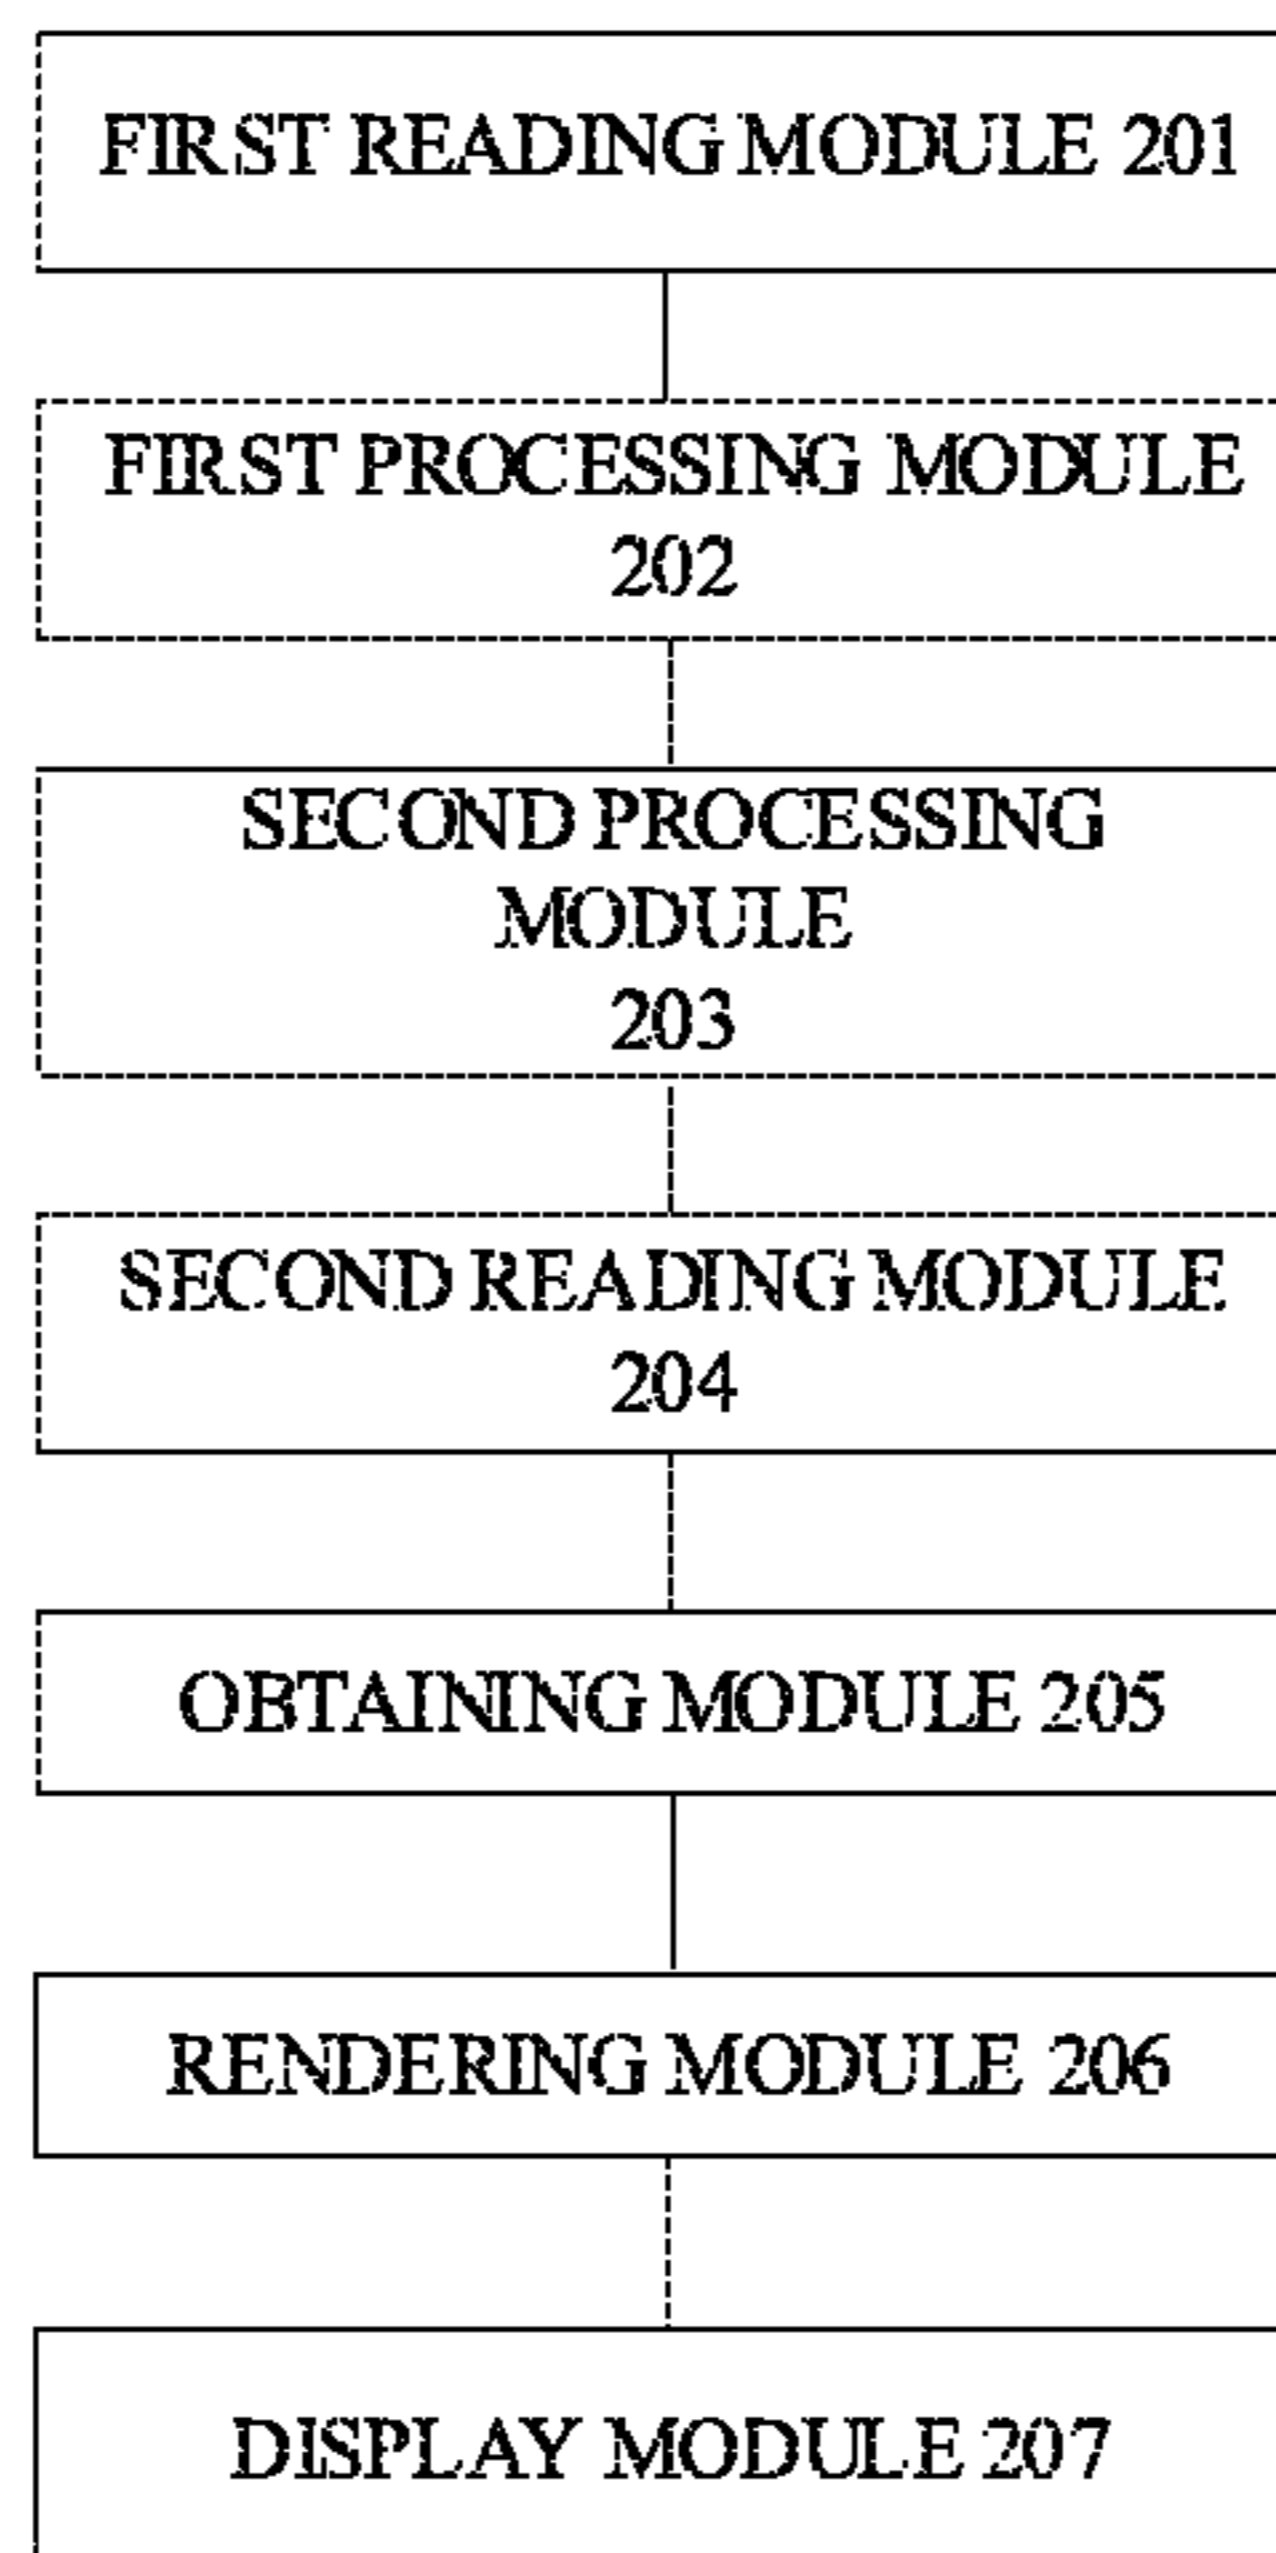 FIRST READING MODULE 201
FIRST PROCESSING MODULE
202
SECOND PROCESSING
MODULE
203
SECOND READING MODULE
204
OBTAINING MODULE 205
RENDERING MODULE 206
DISPLAY MODULE 207